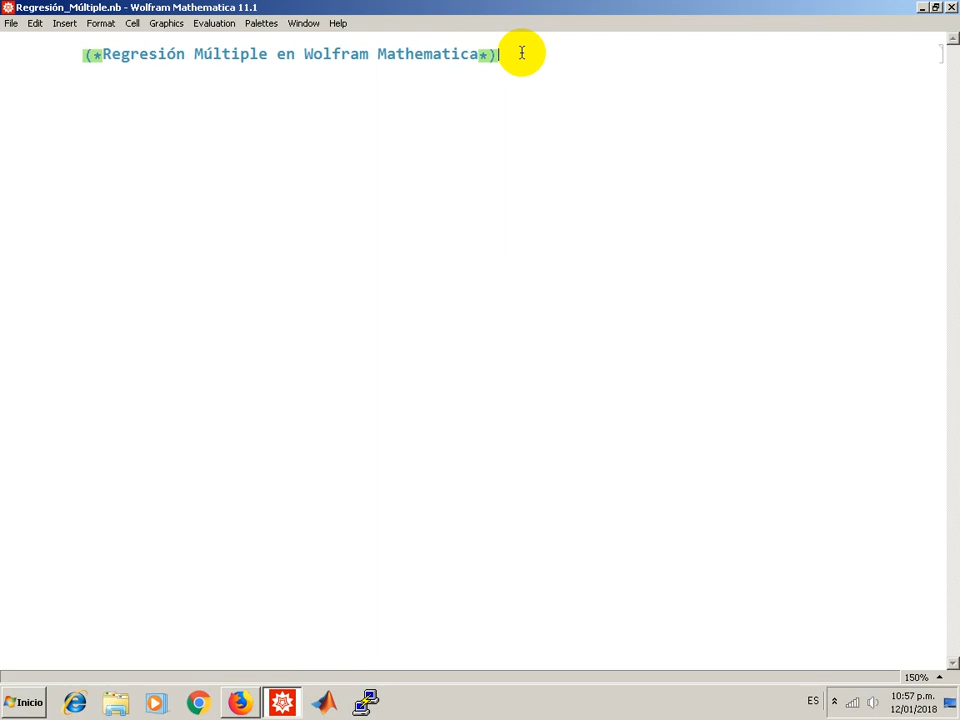 Regresión_Múltiple.nb - Wolfram Mathematica 11.1
File Edit Insert Format Cell Graphics Evaluation Palettes Window Help
(*Regresión Múltiple en Wolfram Mathematica*)
150%
Inicio
ES
10:57 p.m.
12/01/2018